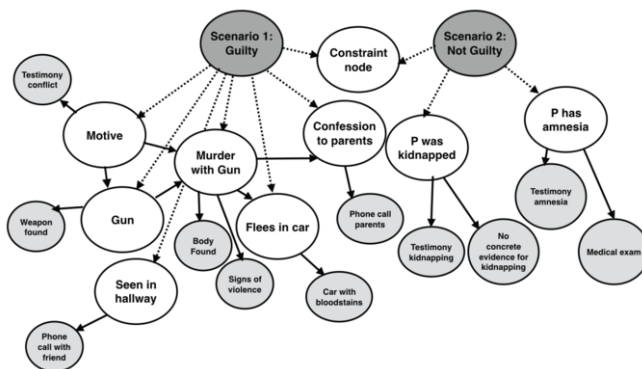 Scenario 1:
Guilty
Scenario 2:
Not Guilty
Constraint
node
Testimony
conflict
Motive
Murder
with Gun
Confession
to parents
P was
kidnapped
P has
amnesia
Weapon
found
Gun
Body
Found
Flees in car
Phone call
parents
Testimony
kidnapping
No
concrete
evidence for
kidnapping
Testimony
amnesia
Medical exam
Seen in
hallway
Signs of
violence
Car with
bloodstains
Phone
call with
friend